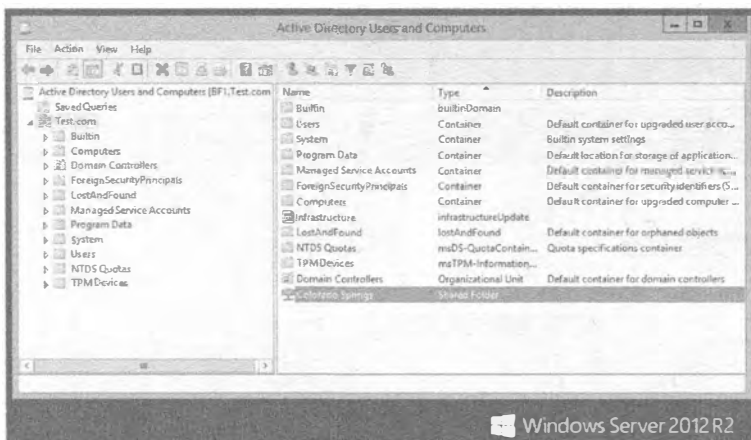 Active Directory Users and Computers
File Action View Help
Active Directory Users and Computers [BF1.Test.com
Saved Queries
Test.com
Builtin
Computers
Domain Controllers
ForeignSecurityPrincipals
LostAndFound
Managed Service Accounts
Program Data
System
Users
NTDS Quotas
TPM Devices
Name Type Description
Builtin builtinDomain
Users Container Default container for upgraded user acco...
System Container Builtin system settings
Program Data Container Default location for storage of application...
Managed Service Accounts Container Default container for managed service ac...
ForeignSecurityPrincipals Container Default container for security identifiers (S...
Computers Container Default container for upgraded computer ...
Infrastructure infrastructureUpdate
LostAndFound lostAndFound Default container for orphaned objects
NTDS Quotas msDS-QuotaContain... Quota specifications container
TPM Devices msTPM-Information...
Domain Controllers Organizational Unit Default container for domain controllers
Colorado Springs Shared Folder
Windows Server 2012 R2